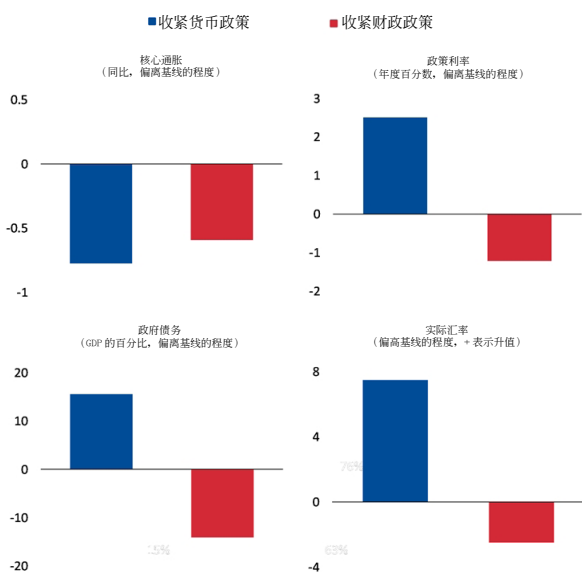 收紧货币政策 收紧财政政策
核心通胀
（同比，偏离基线的程度）
0.5
0
-0.5
-1
政策利率
（年度百分数，偏离基线的程度）
3
2
1
0
-1
-2
政府债务
（GDP 的百分比，偏离基线的程度）
20
10
0
-10
-20
15%
实际汇率
（偏高基线的程度，+ 表示升值）
8
4
0
-4
76%
63%